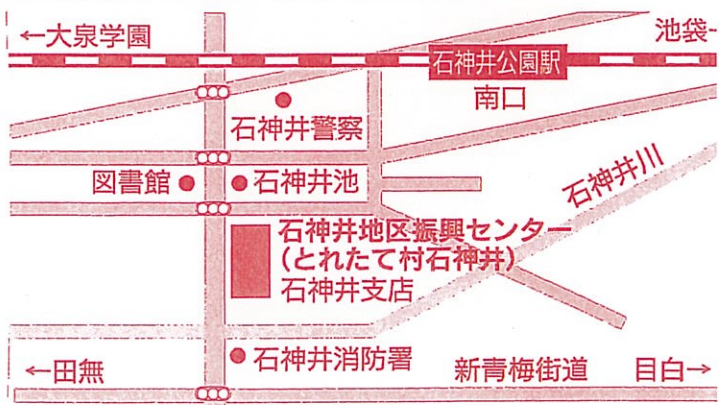 ←大泉学園
池袋
石神井公園駅
南口
石神井警察
石神井川
図書館
石神井池
石神井地区振興センター
(とれたて村石神井)
石神井支店
石神井消防署
←田無
新青梅街道
目白→